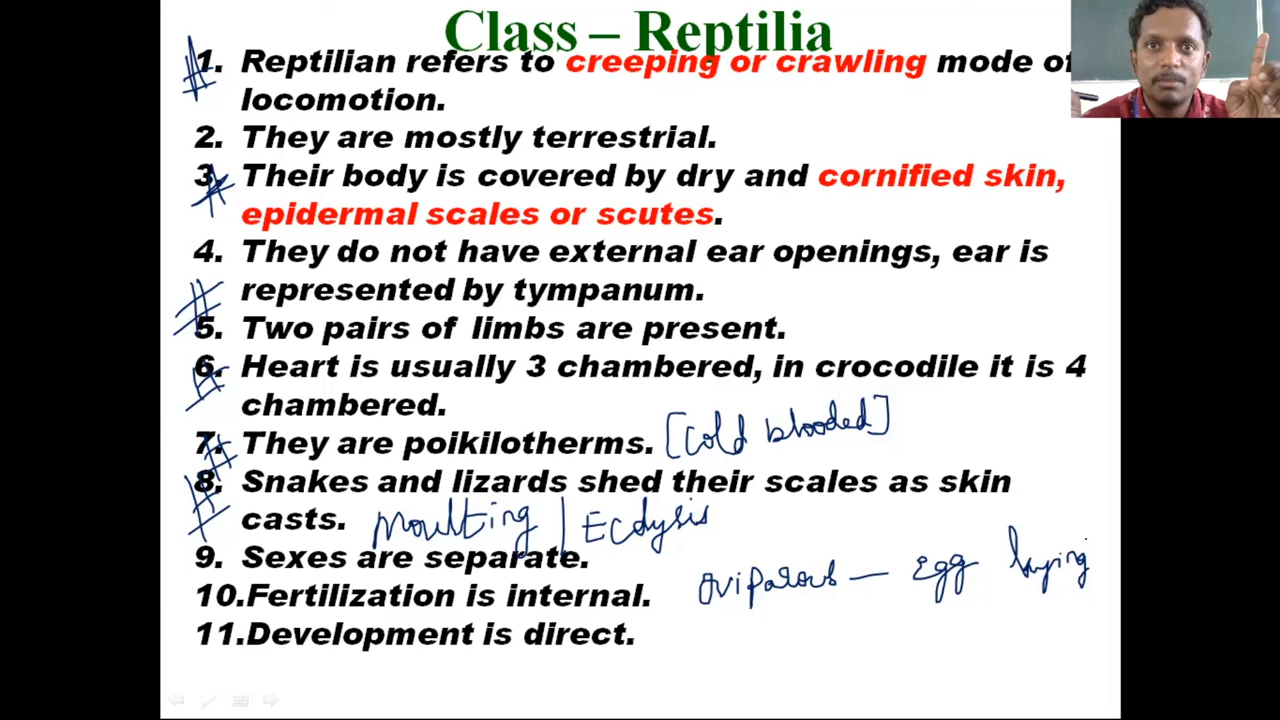 Class – Reptilia
1. Reptilian refers to creeping or crawling mode of
locomotion.
2. They are mostly terrestrial.
3. Their body is covered by dry and cornified skin,
epidermal scales or scutes.
4. They do not have external ear openings, ear is
represented by tympanum.
5. Two pairs of limbs are present.
6. Heart is usually 3 chambered, in crocodile it is 4
chambered.
7. They are poikilotherms. [Cold blooded]
8. Snakes and lizards shed their scales as skin
casts. Moulting | Ecdysis
9. Sexes are separate.
10.Fertilization is internal. Oviparous — Egg laying
11.Development is direct.